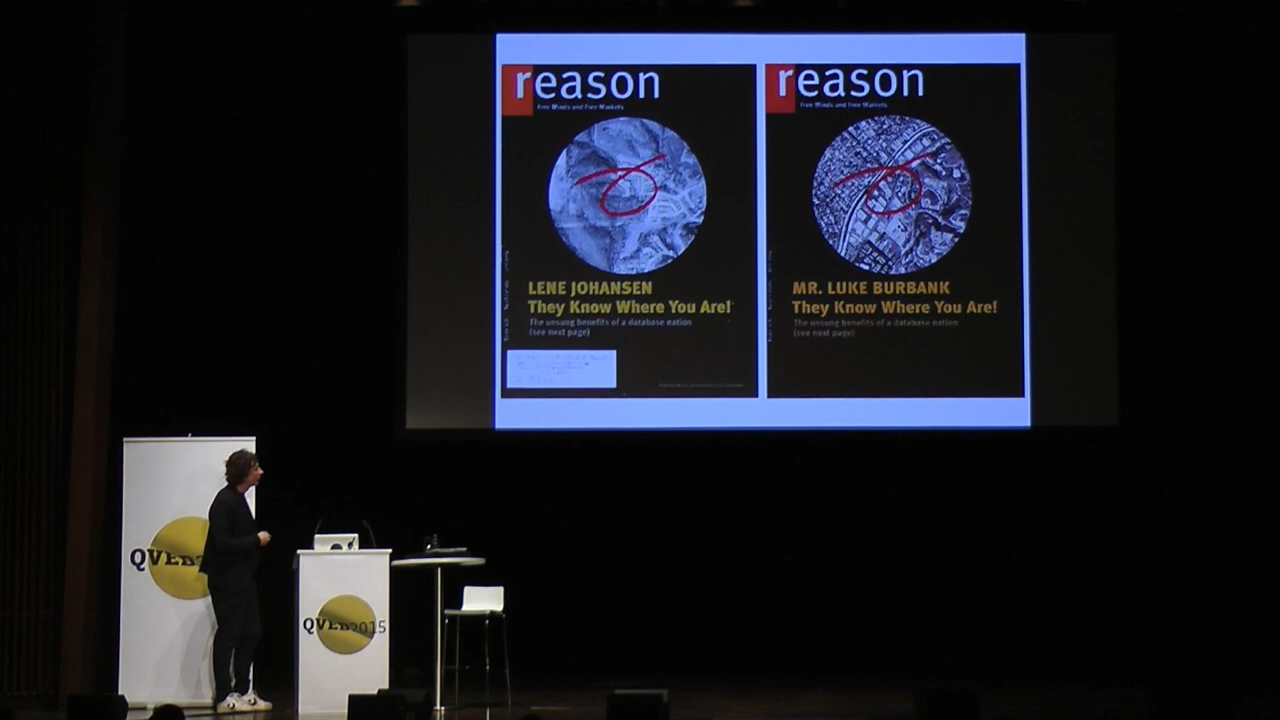 reason
Free Minds and Free Markets
LENE JOHANSEN
They Know Where You Are!
The unsung benefits of a database nation
(see next page)
reason
Free Minds and Free Markets
MR. LUKE BURBANK
They Know Where You Are!
The unsung benefits of a database nation
(see next page)
QVED2015